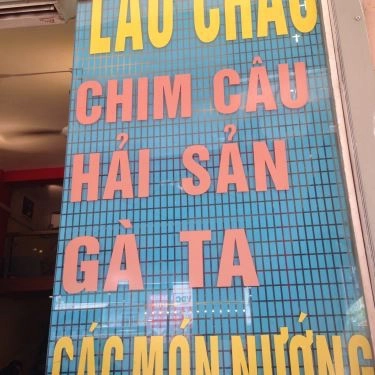 LẨU CHÁO
CHIM CÂU
HẢI SẢN
GÀ TA
CÁC MÓN NƯỚNG